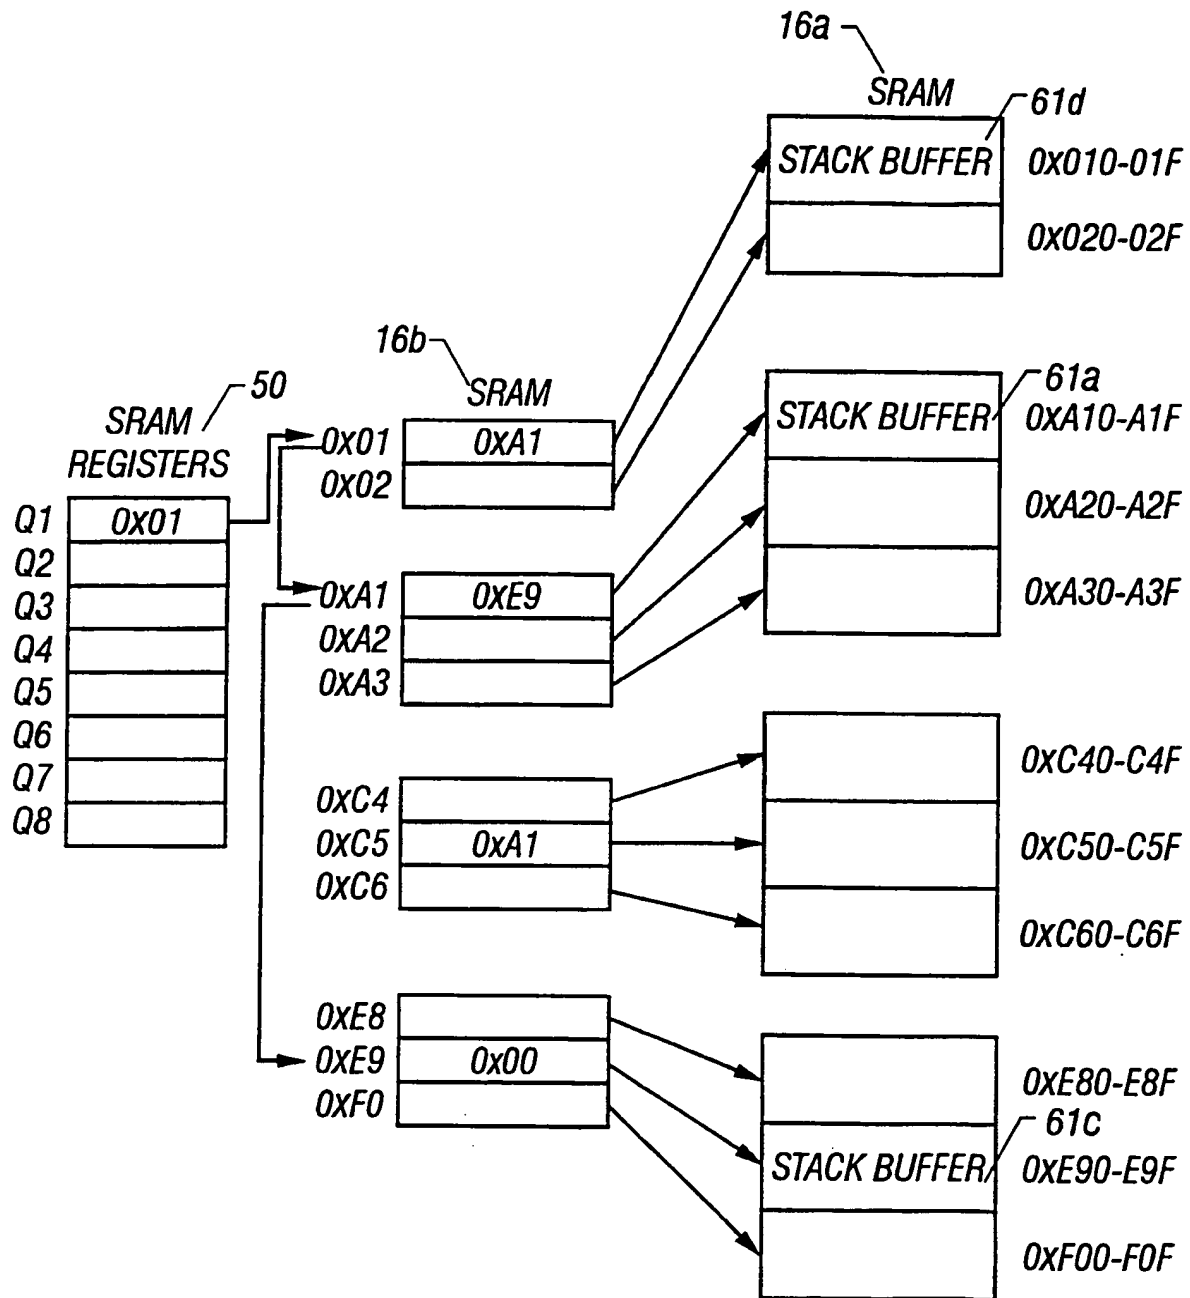 16a
SRAM
61d
STACK BUFFER
0X010-01F
0X020-02F
16b
SRAM
0X01
0XA1
0X02
61a
STACK BUFFER
0XA10-A1F
0XA20-A2F
0XA30-A3F
50
SRAM
REGISTERS
Q1
0X01
Q2
Q3
Q4
Q5
Q6
Q7
Q8
0XA1
0XE9
0XA2
0XA3
0XC4
0XC5
0XA1
0XC6
0XC40-C4F
0XC50-C5F
0XC60-C6F
0XE8
0XE9
0X00
0XF0
0XE80-E8F
61c
STACK BUFFER
0XE90-E9F
0XF00-F0F